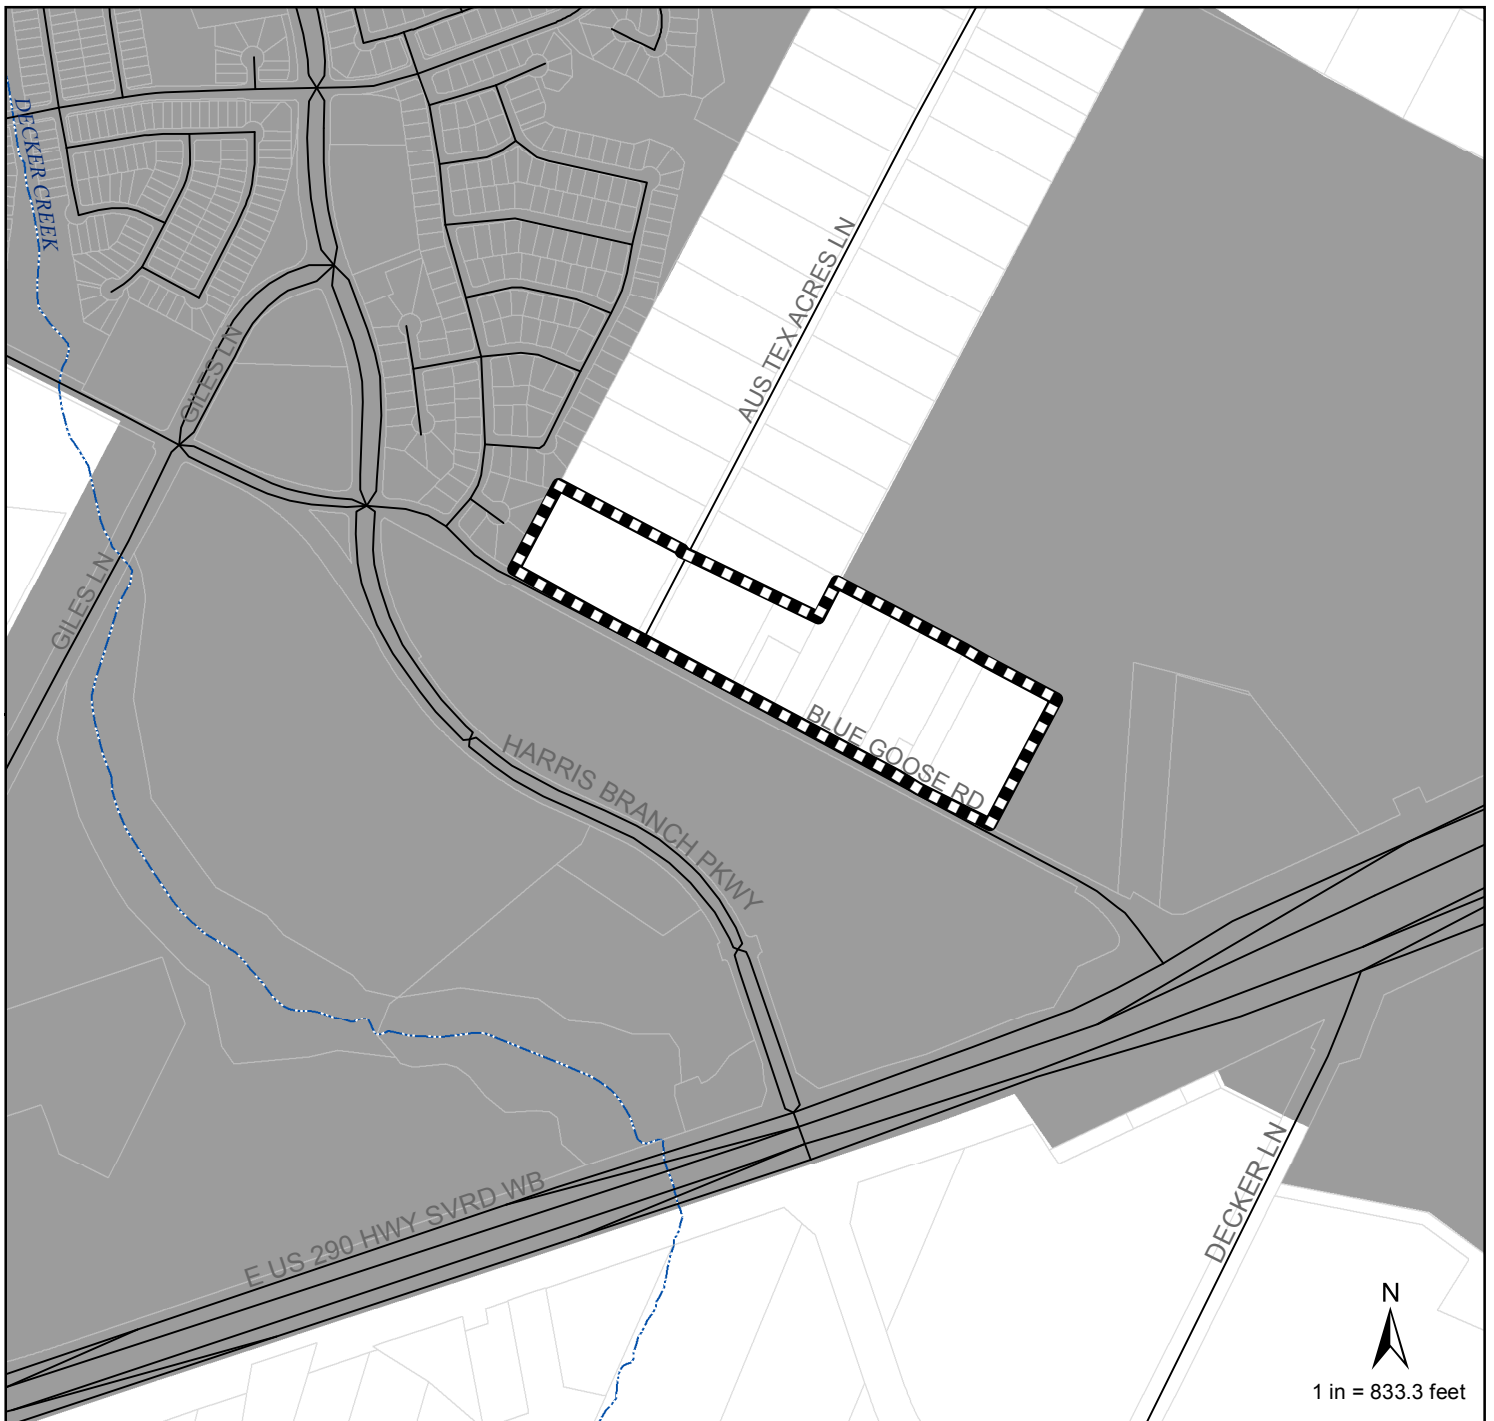 DECKER CREEK
AUS TEX ACRES LN
GILES LN
GILES LN
BLUE GOOSE RD
HARRIS BRANCH PKWY
E US 290 HWY SVRD WB
DECKER LN
N
1 in = 833.3 feet